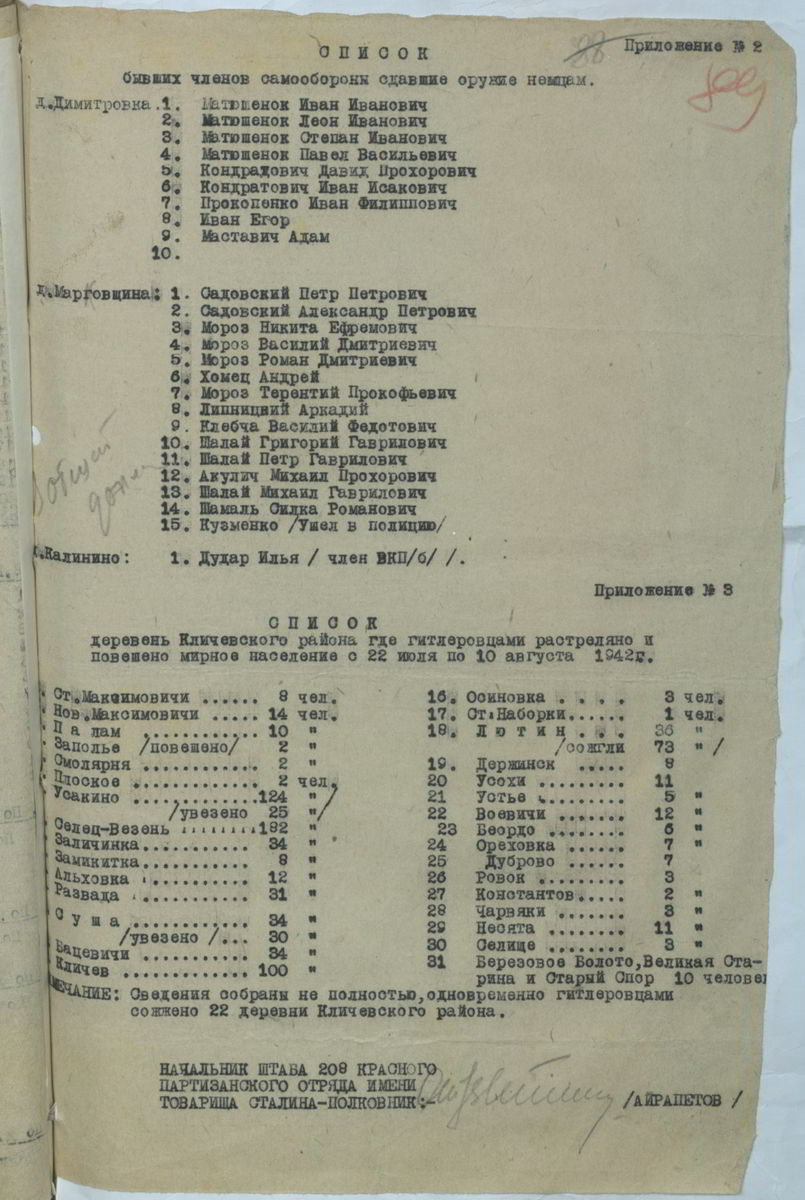 Приложение № 2
С П И С О К
бывших членов самообороны сдавшие оружие немцам.
д.Димитровка.1. Матюшенок Иван Иванович
2. Матюшенок Леон Иванович
3. Матюшенок Степан Иванович
4. Матюшенок Павел Васильевич
5. Кондрадович Давид Прохорович
6. Кондратович Иван Исакович
7. Прокопенко Иван Филиппович
8. Иван Егор
9. Маставич Адам
10.
д.Марговщина: 1. Садовский Петр Петрович
2. Садовский Александр Петрович
3. Мороз Никита Ефремович
4. Мороз Василий Дмитриевич
5. Мороз Роман Дмитриевич
6. Хомец Андрей
7. Мороз Терентий Прокофьевич
8. Липницвий Аркадий
9. Клебча Василий Федотович
10. Шалай Григорий Гаврилович
11. Шалай Петр Гаврилович
12. Акулич Михаил Прохорович
13. Шалай Михаил Гаврилович
14. Шамаль Силка Романович
15. Кузменко /Ушел в полицию/
.Калинино: 1. Дудар Илья / член ВКП/б/ /.
Приложение № 3
С П И С О К
деревень Кличевского района где гитлеровцами растреляно и
повешено мирное население с 22 июля по 10 августа 1942г.
Ст.Максимовичи ...... 8 чел.
Нов.Максимовичи ..... 14 чел.
П а лам ............ 10 "
Заполье /повешено/ 2 "
Смолярня ............ 2 "
Плоское ............. 2 чел.
Усакино .............124 " /
/увезено 25 "/
Селец-Везень ........182 "
Заличинка............ 34 "
Замикитка............ 8 "
Альховка ............ 12 "
Развада ............ 31 "
С у ш а ............ 34 "
/увезено /... 30 "
Бацевичи ............ 34 "
Кличев ............. 100 "
16. Осиновка . . . . 3 чел.
17. Ст.Наборки...... 1 чел.
18. Л ю т и н . . . 36 "
/сожгли 73 " /
19. Держинск ..... 8
20 Усохи ......... 11
21 Устье ......... 5 "
22 Воевичи ....... 12 "
23 Беордо ........ 6 "
24 Ореховка ...... 7 "
25 Дуброво ...... 7
26 Ровок ......... 3
27 Константов..... 2 "
28 Чарвяки ....... 3 "
29 Несята ........ 11 "
30 Селище ........ 3 "
31 Березовое Болото,Великая Ста-
рина и Старый Спор 10 человек
МЕЧАНИЕ: Сведения собраны не полностью,одновременно гитлеровцами
сожжено 22 деревни Кличевского района.
НАЧАЛЬНИК ШТАБА 208 КРАСНОГО
ПАРТИЗАНСКОГО ОТРЯДА ИМЕНИ
ТОВАРИЩА СТАЛИНА-ПОЛКОВНИК:- /АЙРАПЕТОВ /